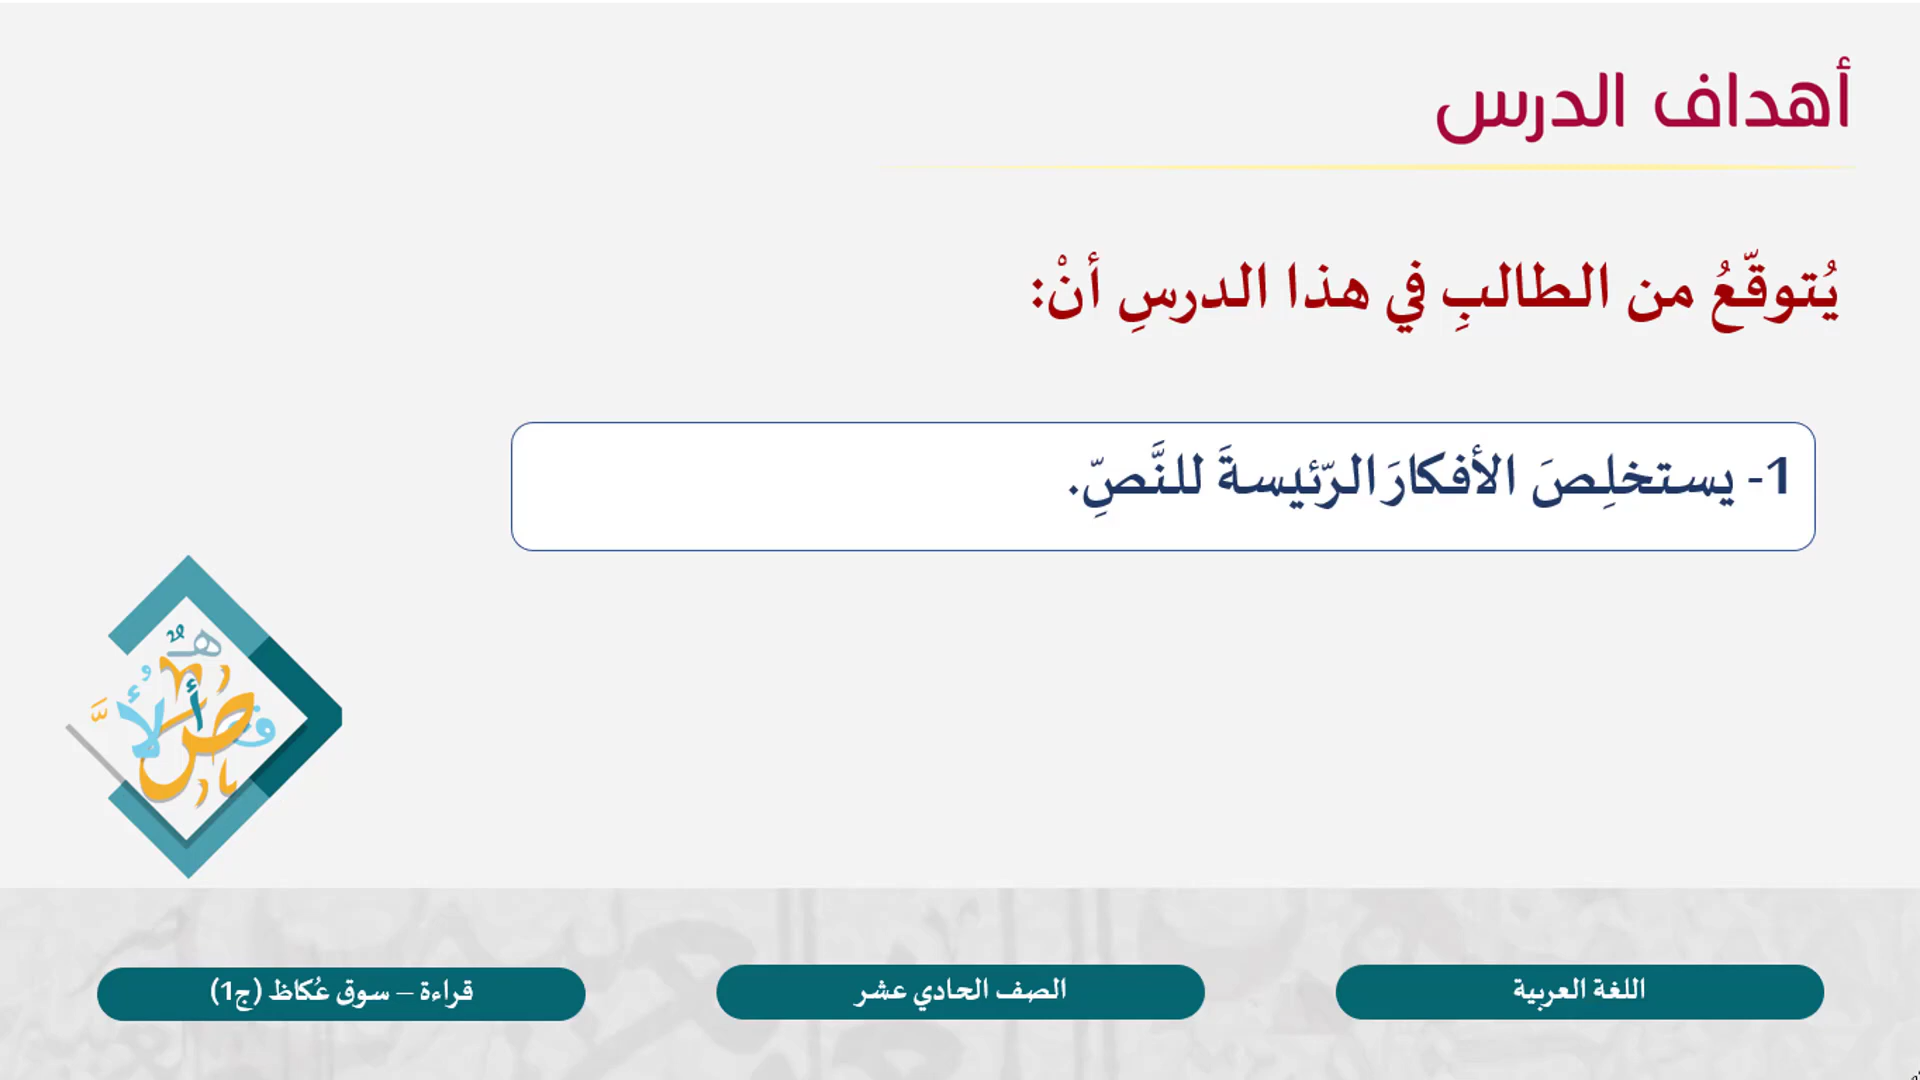 أهداف الدرس
يُتوقّعُ من الطالبِ في هذا الدرسِ أنْ:
1- يستخلِصَ الأفكارَ الرّئيسةَ للنَّصِّ.
اللغة العربية
الصف الحادي عشر
قراءة – سوق عُكاظ (ج1)